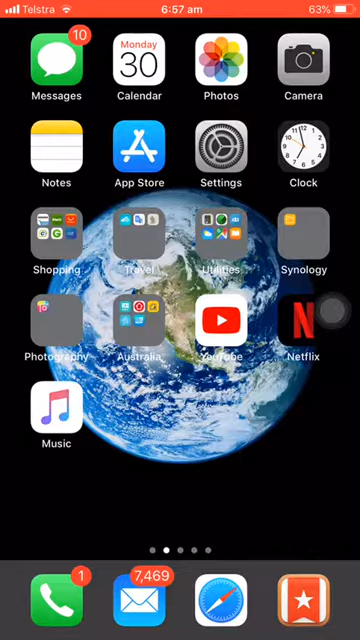 Telstra 6:57 am 63%
10
Monday
30
Messages Calendar Photos Camera
Notes App Store Settings Clock
Shopping Travel Utilities Synology
N
Photography Australia YouTube Netflix
Music
1 7,469